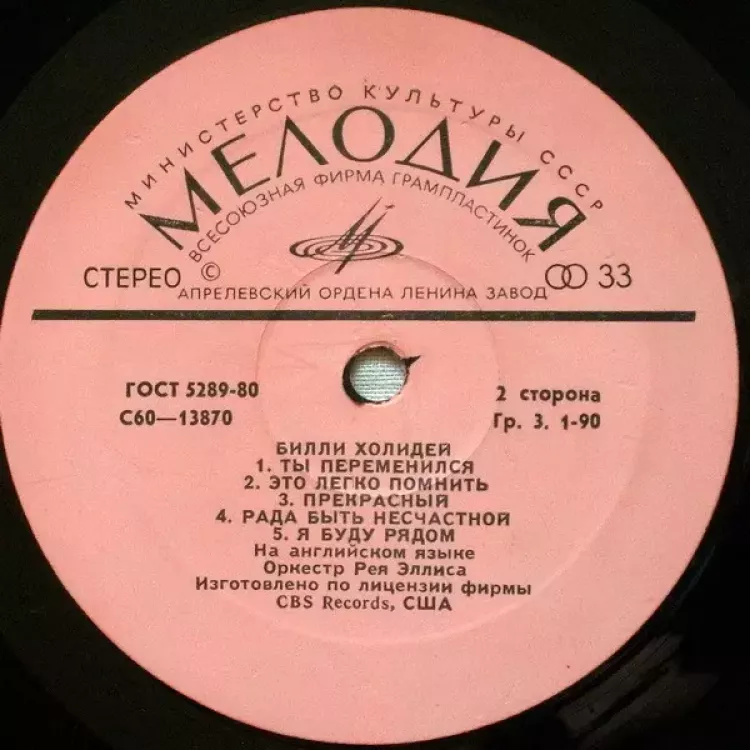 МИНИСТЕРСТВО КУЛЬТУРЫ СССР
МЕЛОДИЯ
ВСЕСОЮЗНАЯ ФИРМА ГРАМПЛАСТИНОК
СТЕРЕО © 33
АПРЕЛЕВСКИЙ ОРДЕНА ЛЕНИНА ЗАВОД
ГОСТ 5289-80 2 сторона
С60—13870 Гр. 3. 1-90
БИЛЛИ ХОЛИДЕЙ
1. ТЫ ПЕРЕМЕНИЛСЯ
2. ЭТО ЛЕГКО ПОМНИТЬ
3. ПРЕКРАСНЫЙ
4. РАДА БЫТЬ НЕСЧАСТНОЙ
5. Я БУДУ РЯДОМ
На английском языке
Оркестр Рея Эллиса
Изготовлено по лицензии фирмы
CBS Records, США